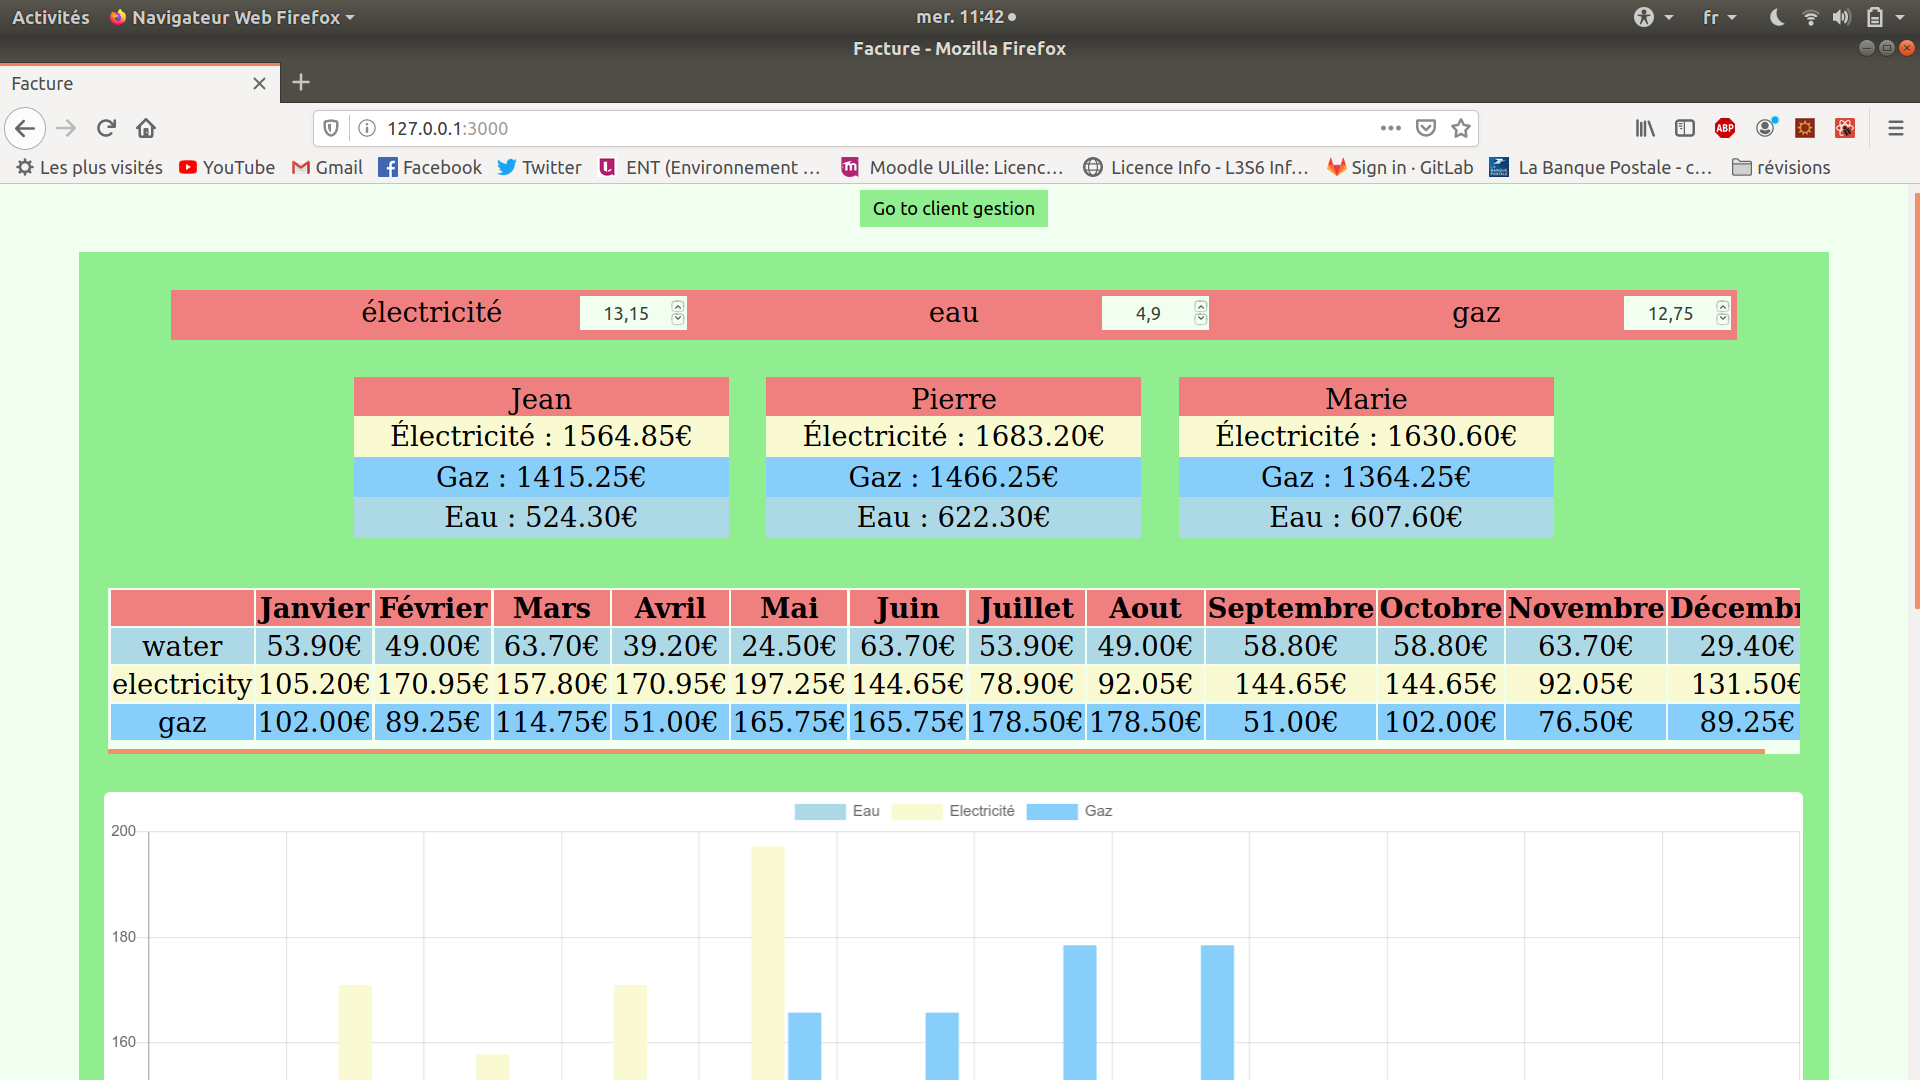 Activités Navigateur Web Firefox mer. 11:42 fr
Facture - Mozilla Firefox
Facture
127.0.0.1:3000 ABP
Les plus visités YouTube Gmail Facebook Twitter ENT (Environnement … Moodle ULille: Licenc… Licence Info - L3S6 Inf… Sign in · GitLab La Banque Postale - c… révisions
Go to client gestion
électricité 13,15 eau 4,9 gaz 12,75
Jean Pierre Marie
Électricité : 1564.85€ Électricité : 1683.20€ Électricité : 1630.60€
Gaz : 1415.25€ Gaz : 1466.25€ Gaz : 1364.25€
Eau : 524.30€ Eau : 622.30€ Eau : 607.60€
Janvier Février Mars Avril Mai Juin Juillet Aout Septembre Octobre Novembre Décembr
water 53.90€ 49.00€ 63.70€ 39.20€ 24.50€ 63.70€ 53.90€ 49.00€ 58.80€ 58.80€ 63.70€ 29.40€
electricity 105.20€ 170.95€ 157.80€ 170.95€ 197.25€ 144.65€ 78.90€ 92.05€ 144.65€ 144.65€ 92.05€ 131.50€
gaz 102.00€ 89.25€ 114.75€ 51.00€ 165.75€ 165.75€ 178.50€ 178.50€ 51.00€ 102.00€ 76.50€ 89.25€
Eau Electricité Gaz
200
180
160